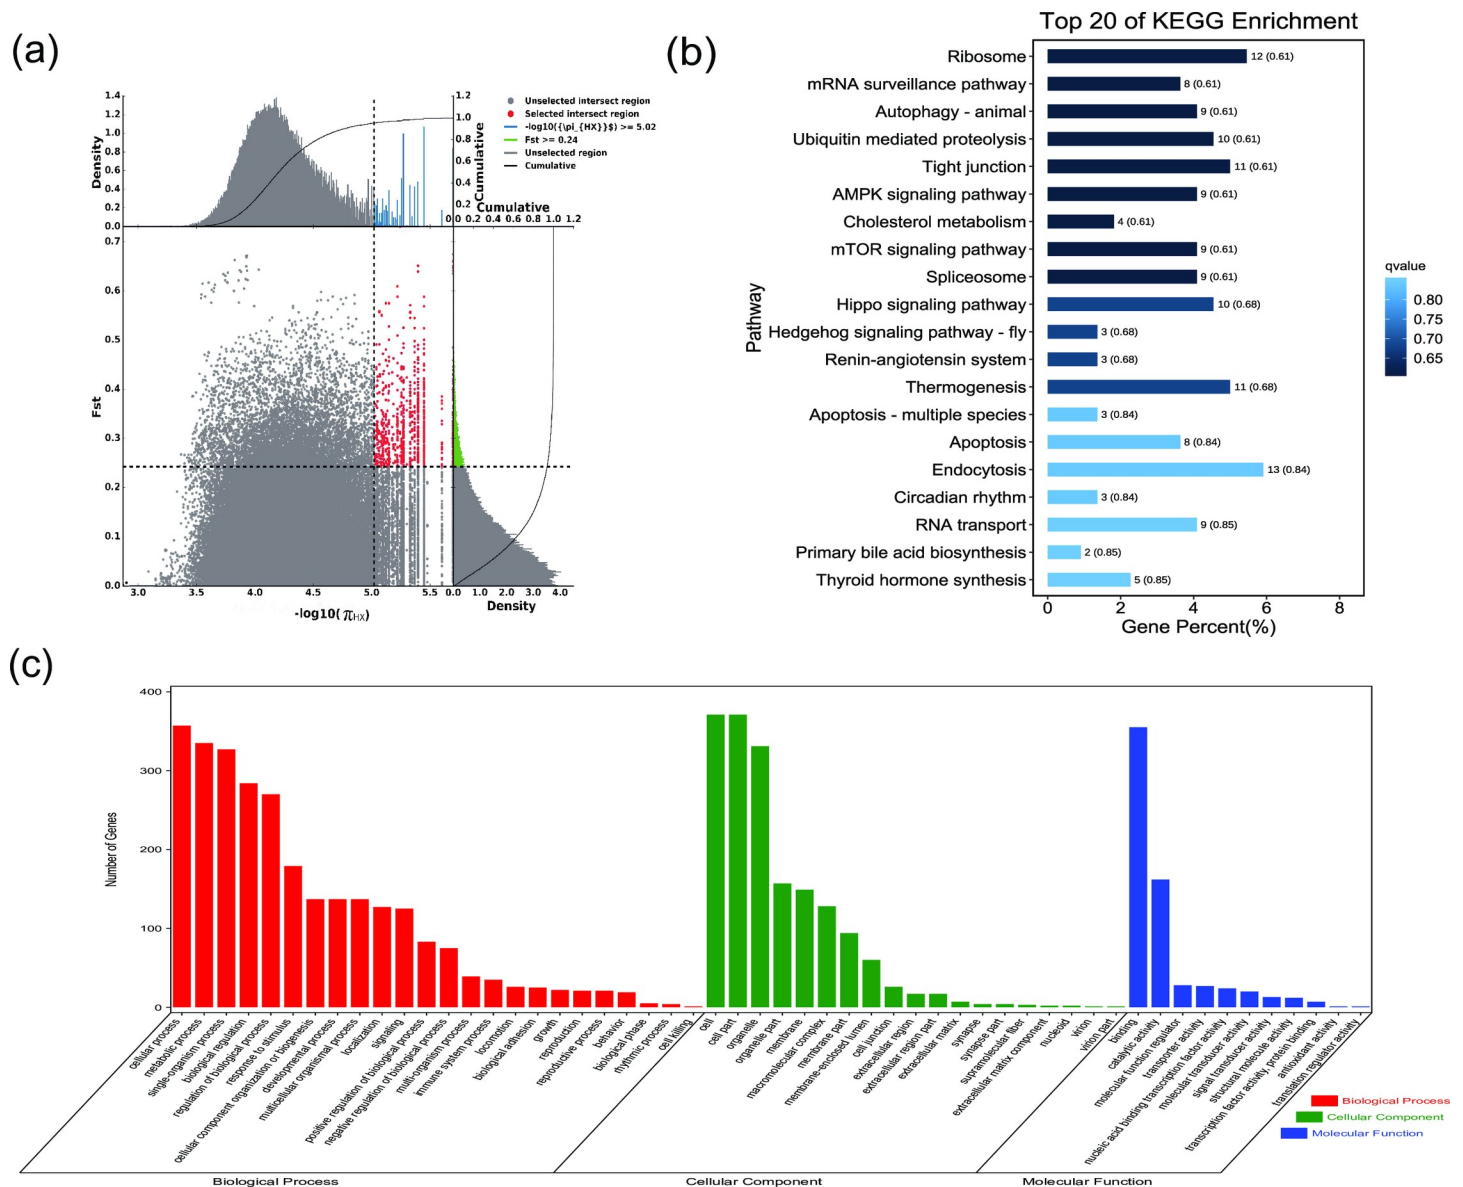 (a)
1.4
1.2
1.0
0.8
0.6
0.4
0.2
0.0
Density
1.2
1.0
0.8
0.6
0.4
0.2
Cumulative
Cumulative
0.0 0.2 0.4 0.6 0.8 1.0 1.2
Unselected intersect region
Selected intersect region
-log10({\pi_{HX}}$) >= 5.02
Fst >= 0.24
Unselected region
Cumulative
0.7
0.6
0.5
0.4
0.3
0.2
0.1
0.0
Fst
3.0 3.5 4.0 4.5 5.0 5.5
-log10(πHX)
0.0 1.0 2.0 3.0 4.0
Density
(b)
Top 20 of KEGG Enrichment
Ribosome 12 (0.61)
mRNA surveillance pathway 8 (0.61)
Autophagy - animal 9 (0.61)
Ubiquitin mediated proteolysis 10 (0.61)
Tight junction 11 (0.61)
AMPK signaling pathway 9 (0.61)
Cholesterol metabolism 4 (0.61)
mTOR signaling pathway 9 (0.61)
Spliceosome 9 (0.61)
Hippo signaling pathway 10 (0.68)
Hedgehog signaling pathway - fly 3 (0.68)
Renin-angiotensin system 3 (0.68)
Thermogenesis 11 (0.68)
Apoptosis - multiple species 3 (0.84)
Apoptosis 8 (0.84)
Endocytosis 13 (0.84)
Circadian rhythm 3 (0.84)
RNA transport 9 (0.85)
Primary bile acid biosynthesis 2 (0.85)
Thyroid hormone synthesis 5 (0.85)
Pathway
0 2 4 6 8
Gene Percent(%)
qvalue
0.80
0.75
0.70
0.65
(c)
400
300
200
100
0
Number of Genes
cellular process
metabolic process
single-organism process
biological regulation
regulation of biological process
response to stimulus
cellular component organization or biogenesis
developmental process
multicellular organismal process
localization
signaling
positive regulation of biological process
negative regulation of biological process
multi-organism process
immune system process
locomotion
biological adhesion
growth
reproduction
reproductive process
behavior
biological phase
rhythmic process
cell killing
cell
cell part
organelle
organelle part
membrane
macromolecular complex
membrane part
membrane-enclosed lumen
cell junction
extracellular region
extracellular region part
extracellular matrix
synapse
synapse part
supramolecular fiber
extracellular matrix component
nucleoid
virion
virion part
binding
catalytic activity
molecular function regulator
transporter activity
nucleic acid binding transcription factor activity
molecular transducer activity
signal transducer activity
structural molecule activity
transcription factor activity, protein binding
antioxidant activity
translation regulator activity
Biological Process
Cellular Component
Molecular Function
Biological Process
Cellular Component
Molecular Function